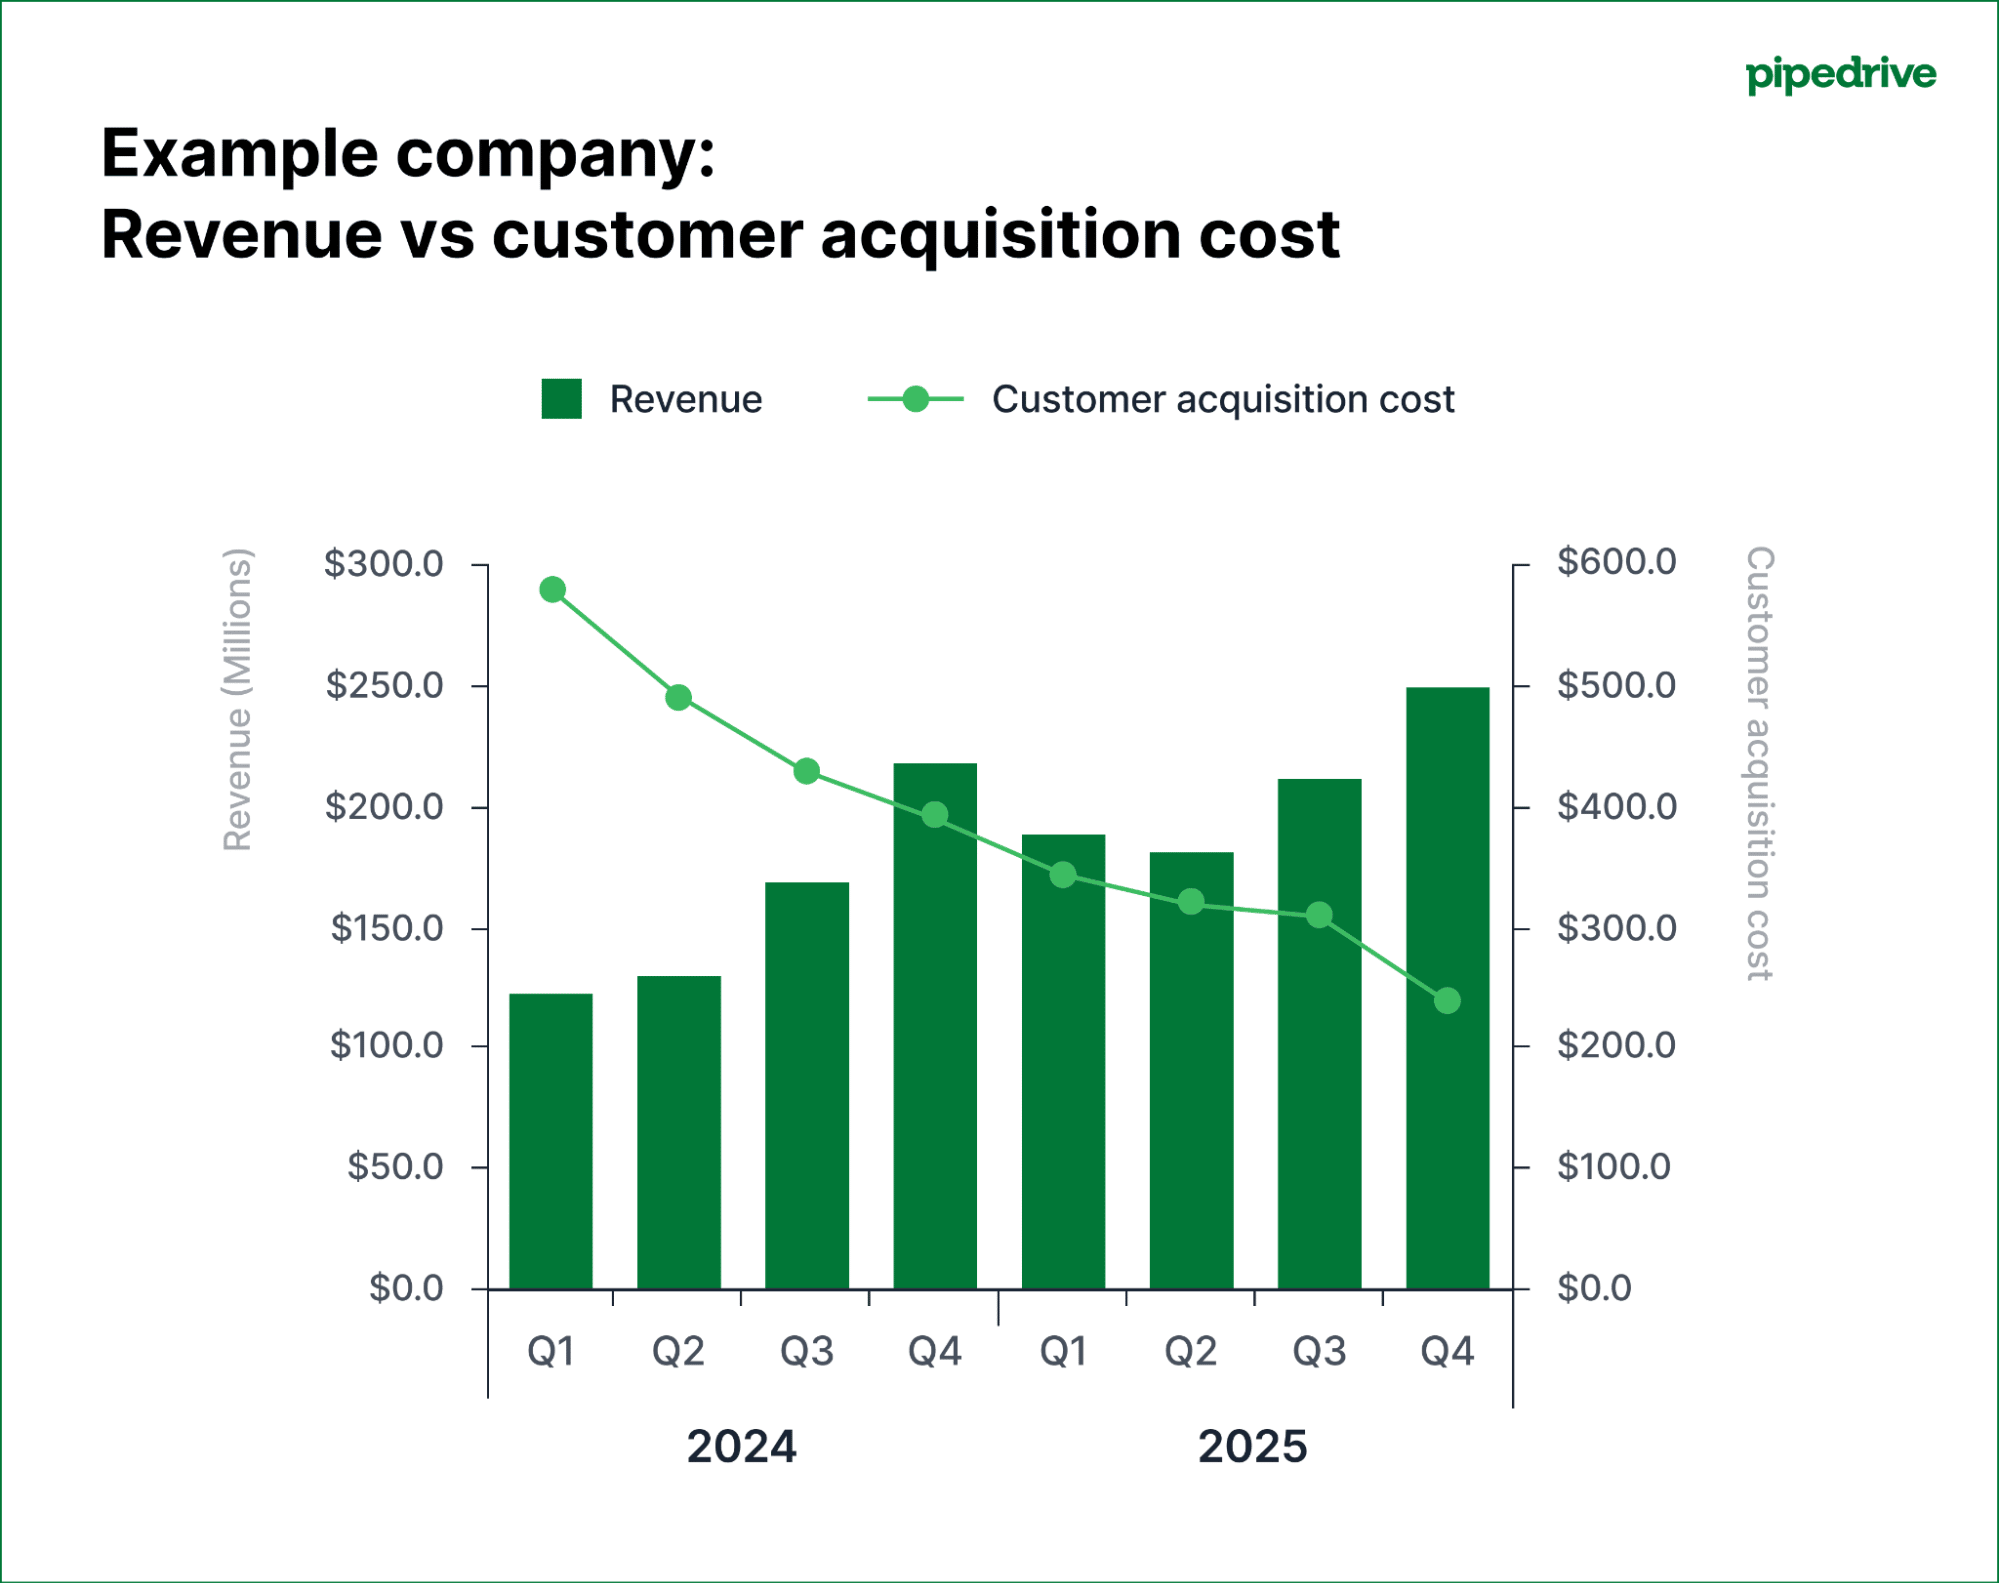 pipedrive
Example company:
Revenue vs customer acquisition cost
Revenue
Customer acquisition cost
Revenue (Millions)
$300.0
$250.0
$200.0
$150.0
$100.0
$50.0
$0.0
$600.0
$500.0
$400.0
$300.0
$200.0
$100.0
$0.0
Customer acquisition cost
Q1 Q2 Q3 Q4 Q1 Q2 Q3 Q4
2024 2025